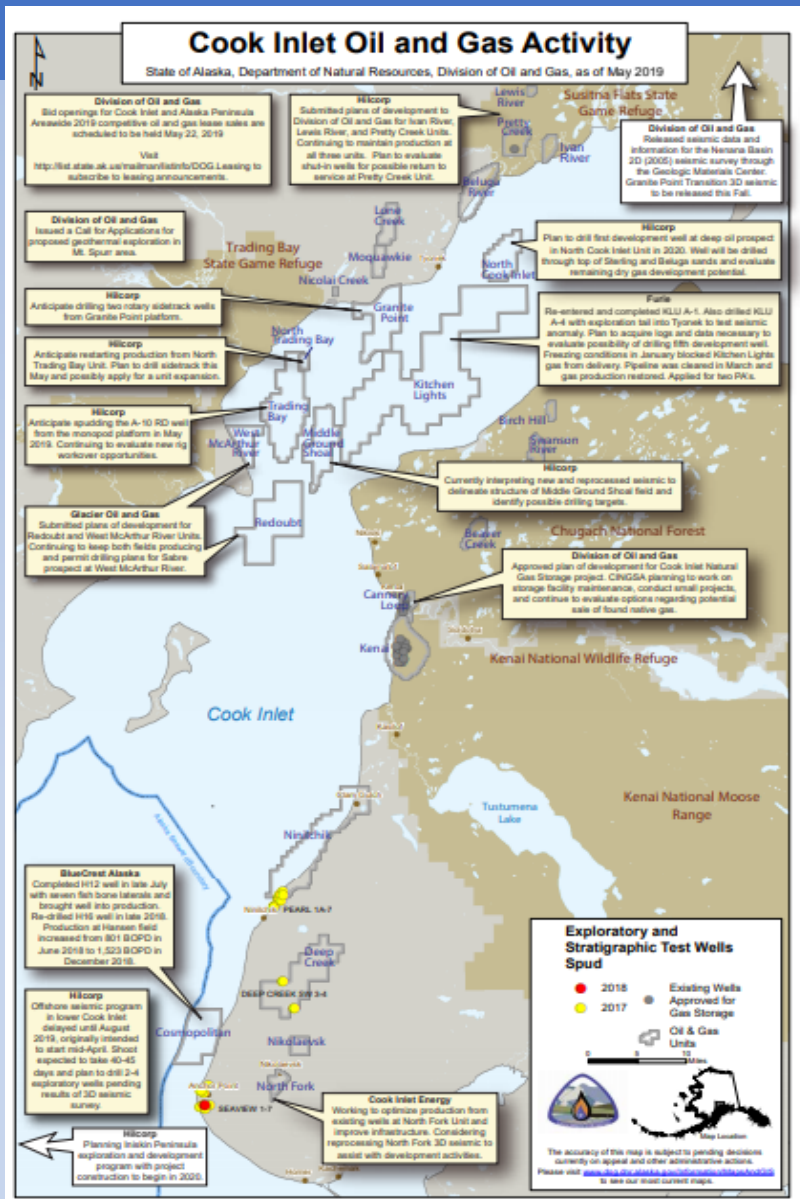 Cook Inlet Oil and Gas Activity
State of Alaska, Department of Natural Resources, Division of Oil and Gas, as of May 2019
N
Division of Oil and Gas
Bid openings for Cook Inlet and Alaska Peninsula
Areawide 2019 competitive oil and gas lease sales are
scheduled to be held May 22, 2019
Visit
http://list.state.ak.us/mailman/listinfo/DOG.Leasing to
subscribe to leasing announcements.
Hilcorp
Submitted plans of development to
Division of Oil and Gas for Ivan River,
Lewis River, and Pretty Creek Units.
Continuing to maintain production at
all three units. Plan to evaluate
shut-in wells for possible return to
service at Pretty Creek Unit.
Lewis
River
Susitna Flats State
Game Refuge
Pretty
Creek
Ivan
River
Beluga
River
Division of Oil and Gas
Released seismic data and
information for the Nenana Basin
2D (2005) seismic survey through
the Geologic Materials Center.
Granite Point Transition 3D seismic
to be released this Fall.
Division of Oil and Gas
Issued a Call for Applications for
proposed geothermal exploration in
Mt. Spurr area.
Lone
Creek
Trading Bay
State Game Refuge
Moquawkie
Tyonek
Nicolai Creek
North
Cook Inlet
Hilcorp
Plan to drill first development well at deep oil prospect
in North Cook Inlet Unit in 2020. Well will be drilled
through top of Sterling and Beluga sands and evaluate
remaining dry gas development potential.
Hilcorp
Anticipate drilling two rotary sidetrack wells
from Granite Point platform.
Granite
Point
Furie
Re-entered and completed KLU A-1. Also drilled KLU
A-4 with exploration tail into Tyonek to test seismic
anomaly. Plan to acquire logs and data necessary to
evaluate possibility of drilling fifth development well.
Freezing conditions in January blocked Kitchen Lights
gas from delivery. Pipeline was cleared in March and
gas production restored. Applied for two PA's.
Hilcorp
Anticipate restarting production from North
Trading Bay Unit. Plan to drill sidetrack this
May and possibly apply for a unit expansion.
North
Trading Bay
Kitchen
Lights
Hilcorp
Anticipate spudding the A-10 RD well
from the monopod platform in May
2019. Continuing to evaluate new rig
workover opportunities.
Trading
Bay
West
McArthur
River
Middle
Ground
Shoal
Birch Hill
Swanson
River
Hilcorp
Currently interpreting new and reprocessed seismic to
delineate structure of Middle Ground Shoal field and
identify possible drilling targets.
Glacier Oil and Gas
Submitted plans of development for
Redoubt and West McArthur River Units.
Continuing to keep both fields producing
and permit drilling plans for Sabre
prospect at West McArthur River.
Redoubt
Nikiski
Beaver
Creek
Chugach National Forest
Division of Oil and Gas
Approved plan of development for Cook Inlet Natural
Gas Storage project. CINGSA planning to work on
storage facility maintenance, conduct small projects,
and continue to evaluate options regarding potential
sale of found native gas.
Kenai
Cannery
Loop
Soldotna
Kenai
Kenai National Wildlife Refuge
Cook Inlet
Kasilof
Kenai National Moose
Range
Tustumena
Lake
Ninilchik
Ninilchik
PEARL 1A-7
BlueCrest Alaska
Completed H12 well in late July
with seven fish bone laterals and
brought well into production.
Re-drilled H16 well in late 2018.
Production at Hansen field
increased from 801 BOPD in
June 2018 to 1,523 BOPD in
December 2018.
Deep
Creek
DEEP CREEK SW 3-4
Hilcorp
Offshore seismic program
in lower Cook Inlet
delayed until August
2019, originally intended
to start mid-April. Shoot
expected to take 40-45
days and plan to drill 2-4
exploratory wells pending
results of 3D seismic
survey.
Cosmopolitan
Nikolaevsk
Nikolaevsk
North Fork
Anchor Point
SEAVIEW 1-7
Cook Inlet Energy
Working to optimize production from
existing wells at North Fork Unit and
improve infrastructure. Considering
reprocessing North Fork 3D seismic to
assist with development activities.
Hilcorp
Planning Iniskin Peninsula
exploration and development
program with project
construction to begin in 2020.
Homer
Exploratory and
Stratigraphic Test Wells
Spud
2018
2017
Existing Wells
Approved for
Gas Storage
Oil & Gas
Units
0 5 10
Miles
Map Location
The accuracy of this map is subject to pending decisions
currently on appeal and other administrative actions.
Please visit
to see our most current maps.